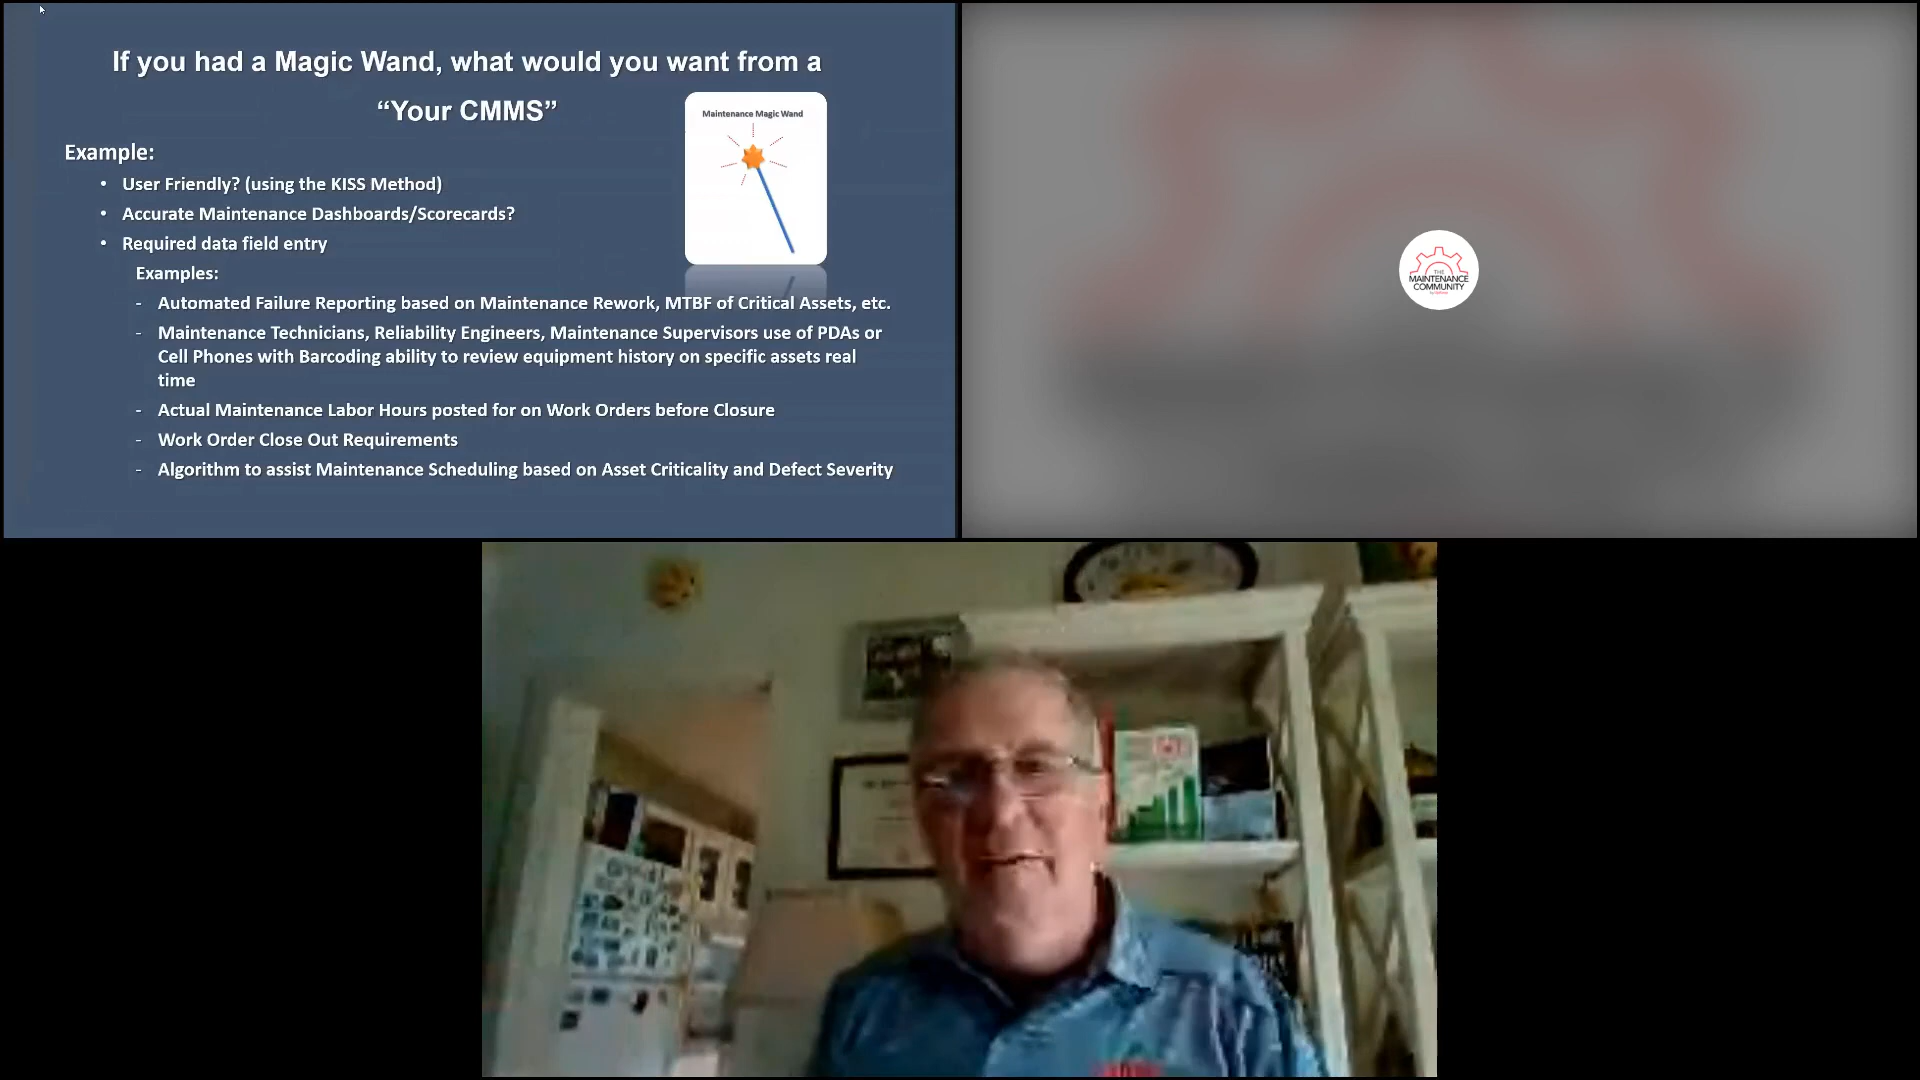 If you had a Magic Wand, what would you want from a
“Your CMMS”
Maintenance Magic Wand
Example:
• User Friendly? (using the KISS Method)
• Accurate Maintenance Dashboards/Scorecards?
• Required data field entry
Examples:
- Automated Failure Reporting based on Maintenance Rework, MTBF of Critical Assets, etc.
- Maintenance Technicians, Reliability Engineers, Maintenance Supervisors use of PDAs or
Cell Phones with Barcoding ability to review equipment history on specific assets real
time
- Actual Maintenance Labor Hours posted for on Work Orders before Closure
- Work Order Close Out Requirements
- Algorithm to assist Maintenance Scheduling based on Asset Criticality and Defect Severity
THE
MAINTENANCE
COMMUNITY